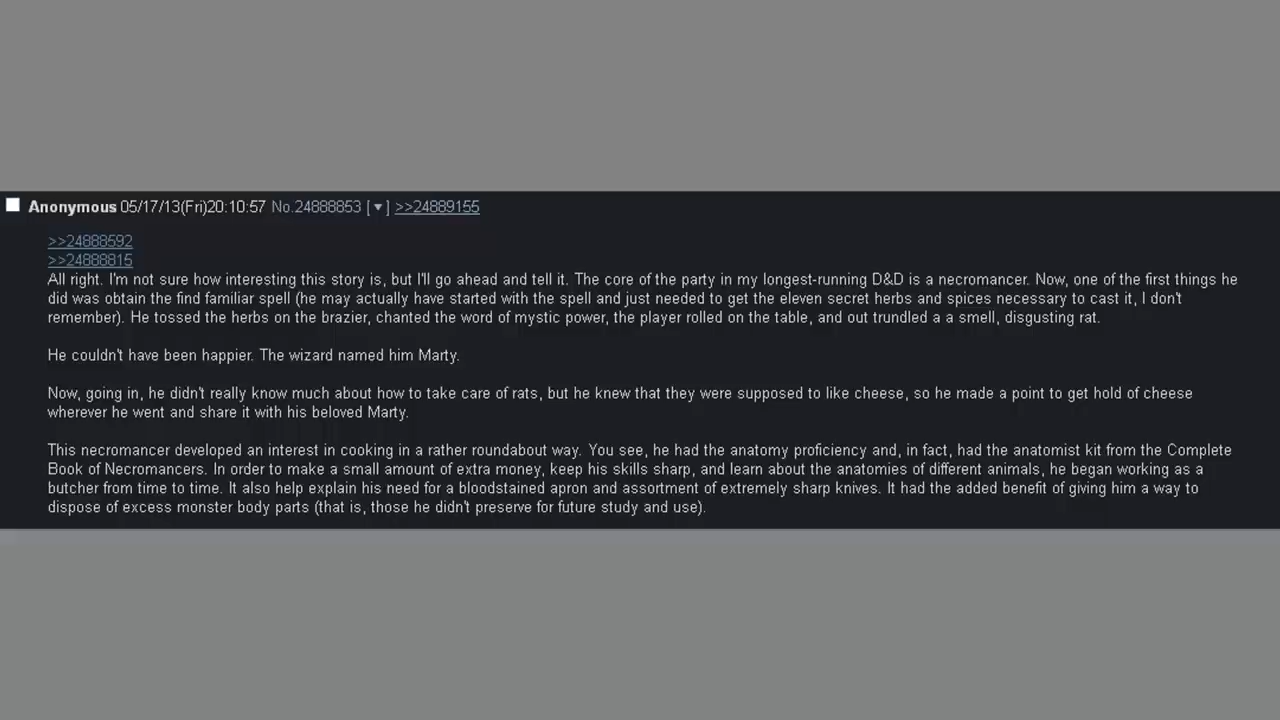 Anonymous 05/17/13(Fri)20:10:57 No.24888853 [▼] >>24889155
>>24888592
>>24888815
All right. I'm not sure how interesting this story is, but I'll go ahead and tell it. The core of the party in my longest-running D&D is a necromancer. Now, one of the first things he
did was obtain the find familiar spell (he may actually have started with the spell and just needed to get the eleven secret herbs and spices necessary to cast it, I don't
remember). He tossed the herbs on the brazier, chanted the word of mystic power, the player rolled on the table, and out trundled a a smell, disgusting rat.
He couldn't have been happier. The wizard named him Marty.
Now, going in, he didn't really know much about how to take care of rats, but he knew that they were supposed to like cheese, so he made a point to get hold of cheese
wherever he went and share it with his beloved Marty.
This necromancer developed an interest in cooking in a rather roundabout way. You see, he had the anatomy proficiency and, in fact, had the anatomist kit from the Complete
Book of Necromancers. In order to make a small amount of extra money, keep his skills sharp, and learn about the anatomies of different animals, he began working as a
butcher from time to time. It also help explain his need for a bloodstained apron and assortment of extremely sharp knives. It had the added benefit of giving him a way to
dispose of excess monster body parts (that is, those he didn't preserve for future study and use).